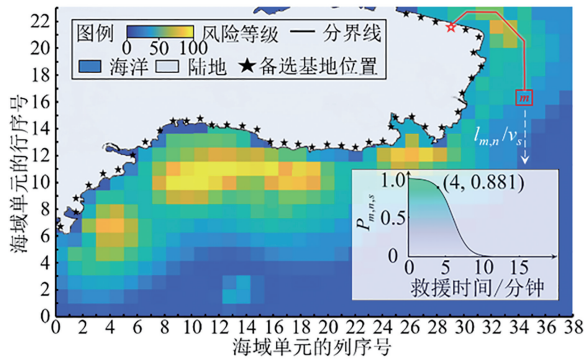 图例 0 50 100 风险等级 分界线
海洋 陆地 备选基地位置
海域单元的行序号
22
20
18
16
14
12
10
8
6
4
2
0
m
l_{m,n}/v_s
(4, 0.881)
P_{m,n,s}
1.0
0.5
0
0 5 10 15
救援时间/分钟
0 2 4 6 8 10 12 14 16 18 20 22 24 26 28 30 32 34 36 38
海域单元的列序号